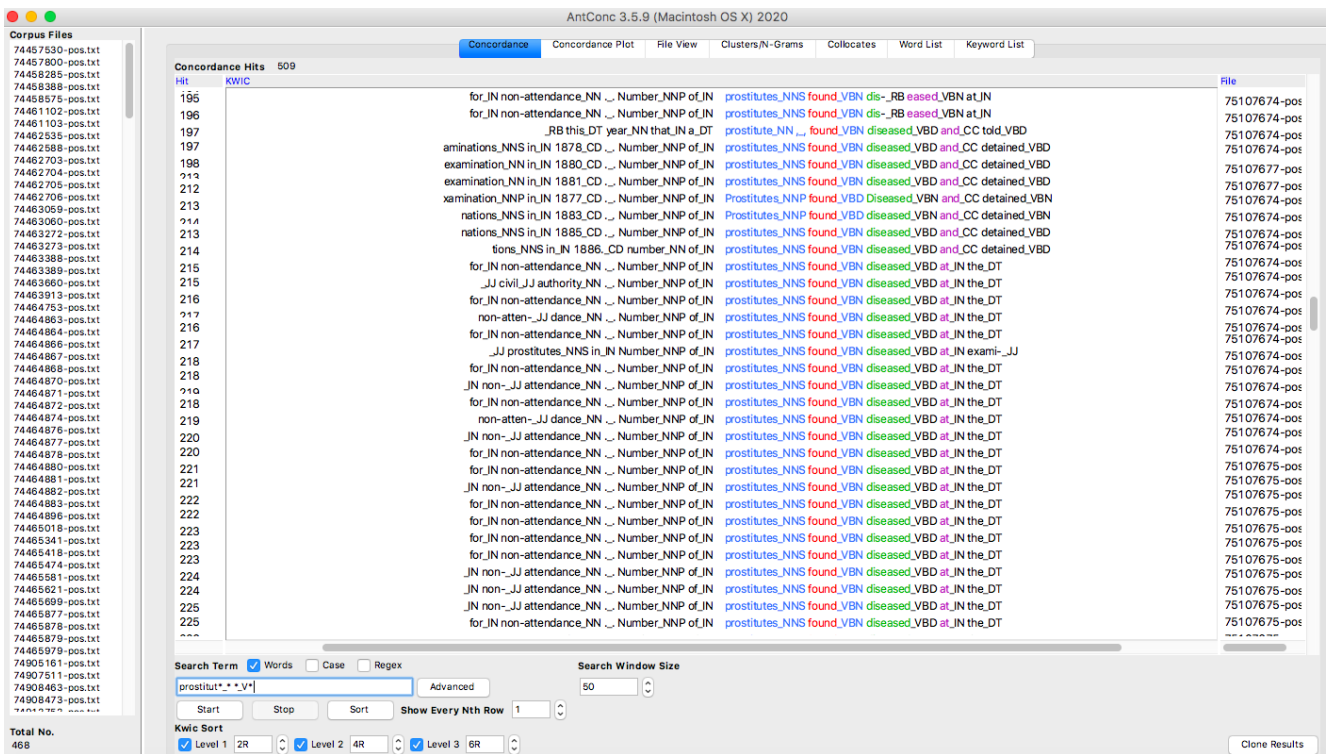 AntConc 3.5.9 (Macintosh OS X) 2020
Corpus Files
74457530-pos.txt
74457800-pos.txt
74458285-pos.txt
74458388-pos.txt
74458575-pos.txt
74461102-pos.txt
74461103-pos.txt
74462535-pos.txt
74462588-pos.txt
74462703-pos.txt
74462704-pos.txt
74462705-pos.txt
74462706-pos.txt
74463059-pos.txt
74463060-pos.txt
74463272-pos.txt
74463273-pos.txt
74463388-pos.txt
74463389-pos.txt
74463660-pos.txt
74463913-pos.txt
74464753-pos.txt
74464863-pos.txt
74464864-pos.txt
74464866-pos.txt
74464867-pos.txt
74464868-pos.txt
74464870-pos.txt
74464871-pos.txt
74464872-pos.txt
74464874-pos.txt
74464876-pos.txt
74464877-pos.txt
74464878-pos.txt
74464880-pos.txt
74464881-pos.txt
74464882-pos.txt
74464883-pos.txt
74464896-pos.txt
74465018-pos.txt
74465341-pos.txt
74465418-pos.txt
74465474-pos.txt
74465581-pos.txt
74465621-pos.txt
74465699-pos.txt
74465877-pos.txt
74465878-pos.txt
74465879-pos.txt
74465979-pos.txt
74905161-pos.txt
74907511-pos.txt
74908463-pos.txt
74908473-pos.txt
Total No.
468
Concordance Concordance Plot File View Clusters/N-Grams Collocates Word List Keyword List
Concordance Hits 509
Hit KWIC File
195 for_IN non-attendance_NN ._. Number_NNP of_IN prostitutes_NNS found_VBN dis-_RB eased_VBN at_IN 75107674-pos
196 for_IN non-attendance_NN ._. Number_NNP of_IN prostitutes_NNS found_VBN dis-_RB eased_VBN at_IN 75107674-pos
197 _RB this_DT year_NN that_IN a_DT prostitute_NN ,_, found_VBN diseased_VBD and_CC told_VBD 75107674-pos
197 aminations_NNS in_IN 1878_CD ._. Number_NNP of_IN prostitutes_NNS found_VBN diseased_VBD and_CC detained_VBD 75107674-pos
198 examination_NN in_IN 1880_CD ._. Number_NNP of_IN prostitutes_NNS found_VBN diseased_VBD and_CC detained_VBD 75107677-pos
212 examination_NN in_IN 1881_CD ._. Number_NNP of_IN prostitutes_NNS found_VBN diseased_VBD and_CC detained_VBD 75107677-pos
213 xamination_NNP in_IN 1877_CD ._. Number_NNP of_IN Prostitutes_NNP found_VBD Diseased_VBN and_CC detained_VBN 75107674-pos
214 nations_NNS in_IN 1883_CD ._. Number_NNP of_IN Prostitutes_NNP found_VBD diseased_VBN and_CC detained_VBN 75107674-pos
213 nations_NNS in_IN 1885_CD ._. Number_NNP of_IN prostitutes_NNS found_VBN diseased_VBD and_CC detained_VBD 75107674-pos
214 tions_NNS in_IN 1886._CD number_NN of_IN prostitutes_NNS found_VBN diseased_VBD and_CC detained_VBD 75107674-pos
215 for_IN non-attendance_NN ._. Number_NNP of_IN prostitutes_NNS found_VBN diseased_VBD at_IN the_DT 75107674-pos
215 _JJ civil_JJ authority_NN ._. Number_NNP of_IN prostitutes_NNS found_VBN diseased_VBD at_IN the_DT 75107674-pos
216 for_IN non-attendance_NN ._. Number_NNP of_IN prostitutes_NNS found_VBN diseased_VBD at_IN the_DT 75107674-pos
217 non-atten-_JJ dance_NN ._. Number_NNP of_IN prostitutes_NNS found_VBN diseased_VBD at_IN the_DT 75107674-pos
216 for_IN non-attendance_NN ._. Number_NNP of_IN prostitutes_NNS found_VBN diseased_VBD at_IN the_DT 75107674-pos
217 _JJ prostitutes_NNS in_IN Number_NNP of_IN prostitutes_NNS found_VBN diseased_VBD at_IN exami-_JJ 75107674-pos
218 for_IN non-attendance_NN ._. Number_NNP of_IN prostitutes_NNS found_VBN diseased_VBD at_IN the_DT 75107674-pos
218 _IN non-_JJ attendance_NN ._. Number_NNP of_IN prostitutes_NNS found_VBN diseased_VBD at_IN the_DT 75107674-pos
218 for_IN non-attendance_NN ._. Number_NNP of_IN prostitutes_NNS found_VBN diseased_VBD at_IN the_DT 75107674-pos
219 non-atten-_JJ dance_NN ._. Number_NNP of_IN prostitutes_NNS found_VBN diseased_VBD at_IN the_DT 75107674-pos
220 _IN non-_JJ attendance_NN ._. Number_NNP of_IN prostitutes_NNS found_VBN diseased_VBD at_IN the_DT 75107674-pos
220 for_IN non-attendance_NN ._. Number_NNP of_IN prostitutes_NNS found_VBN diseased_VBD at_IN the_DT 75107674-pos
221 for_IN non-attendance_NN ._. Number_NNP of_IN prostitutes_NNS found_VBN diseased_VBD at_IN the_DT 75107675-pos
221 _IN non-_JJ attendance_NN ._. Number_NNP of_IN prostitutes_NNS found_VBN diseased_VBD at_IN the_DT 75107675-pos
222 for_IN non-attendance_NN ._. Number_NNP of_IN prostitutes_NNS found_VBN diseased_VBD at_IN the_DT 75107675-pos
222 for_IN non-attendance_NN ._. Number_NNP of_IN prostitutes_NNS found_VBN diseased_VBD at_IN the_DT 75107675-pos
223 for_IN non-attendance_NN ._. Number_NNP of_IN prostitutes_NNS found_VBN diseased_VBD at_IN the_DT 75107675-pos
223 for_IN non-attendance_NN ._. Number_NNP of_IN prostitutes_NNS found_VBN diseased_VBD at_IN the_DT 75107675-pos
223 _IN non-_JJ attendance_NN ._. Number_NNP of_IN prostitutes_NNS found_VBN diseased_VBD at_IN the_DT 75107675-pos
224 _IN non-_JJ attendance_NN ._. Number_NNP of_IN prostitutes_NNS found_VBN diseased_VBD at_IN the_DT 75107675-pos
224 _IN non-_JJ attendance_NN ._. Number_NNP of_IN prostitutes_NNS found_VBN diseased_VBD at_IN the_DT 75107675-pos
225 for_IN non-attendance_NN ._. Number_NNP of_IN prostitutes_NNS found_VBN diseased_VBD at_IN the_DT 75107675-pos
Search Term Words Case Regex Search Window Size
prostitut*_* *_V* Advanced 50
Start Stop Sort Show Every Nth Row 1
Kwic Sort
Level 1 2R Level 2 4R Level 3 6R Clone Results